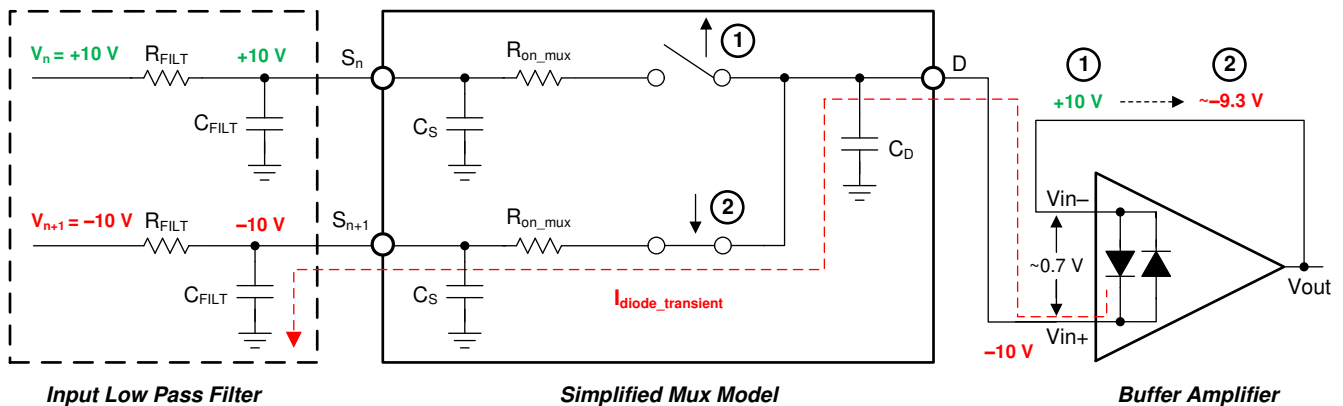 Vn = +10 V
RFILT
+10 V
Sn
Ron_mux
1
D
CFILT
CS
CD
Vn+1 = –10 V
RFILT
–10 V
Sn+1
Ron_mux
2
CFILT
CS
Idiode_transient
1
2
+10 V
~–9.3 V
Vin–
~0.7 V
Vin+
–10 V
Vout
Input Low Pass Filter
Simplified Mux Model
Buffer Amplifier